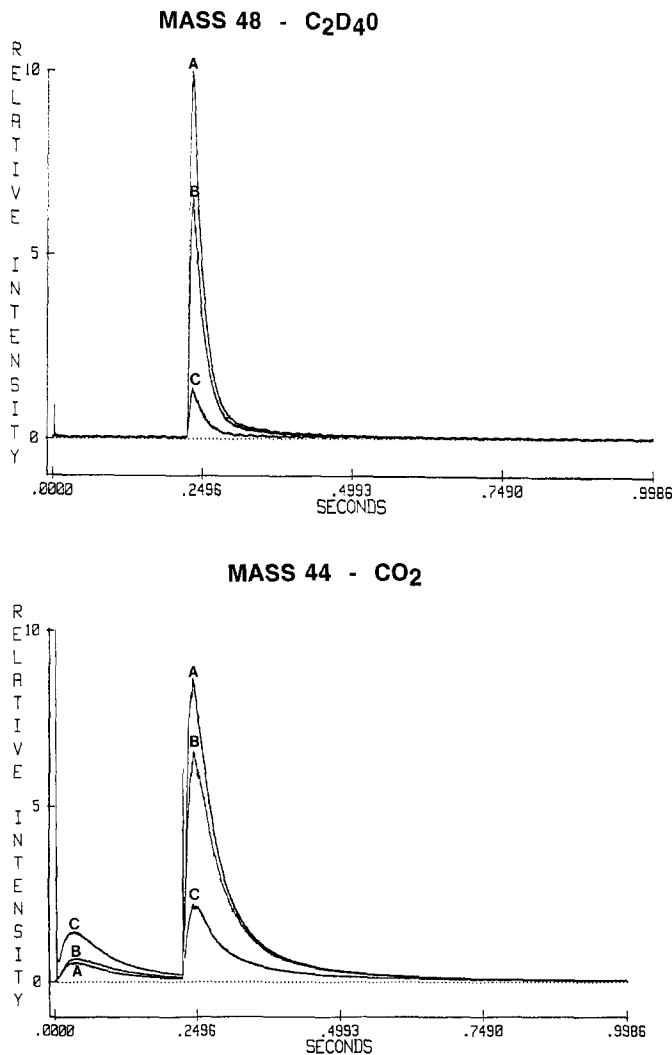 MASS 48 - C2D4O
RELATIVE INTENSITY
10
5
0
A
B
C
.0000 .2496 .4993 .7490 .9986
SECONDS
MASS 44 - CO2
RELATIVE INTENSITY
10
5
0
A
B
C
C
B
A
.0000 .2496 .4993 .7490 .9986
SECONDS